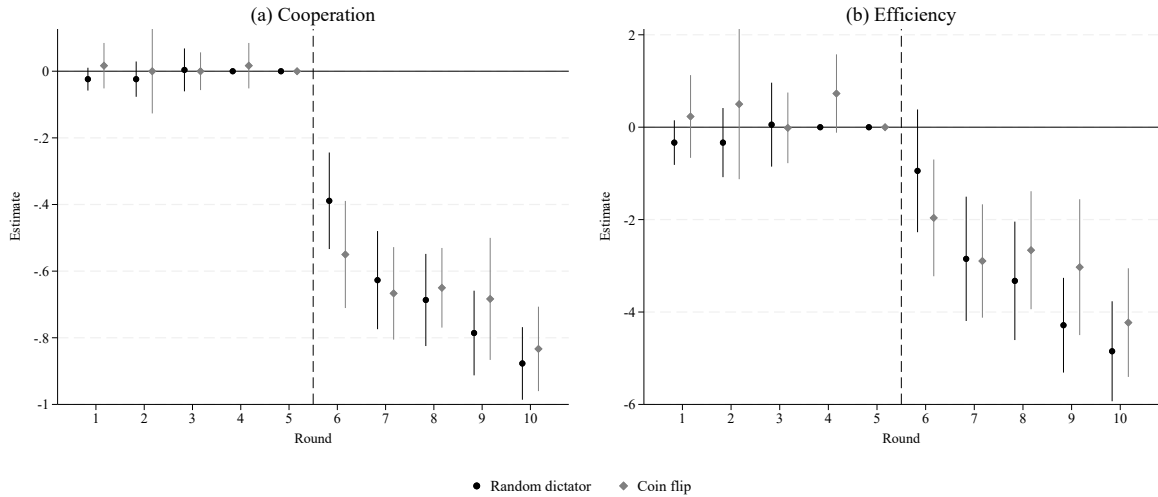 (a) Cooperation
Estimate
0
-.2
-.4
-.6
-.8
-1
1 2 3 4 5 6 7 8 9 10
Round
(b) Efficiency
Estimate
2
0
-2
-4
-6
1 2 3 4 5 6 7 8 9 10
Round
Random dictator Coin flip